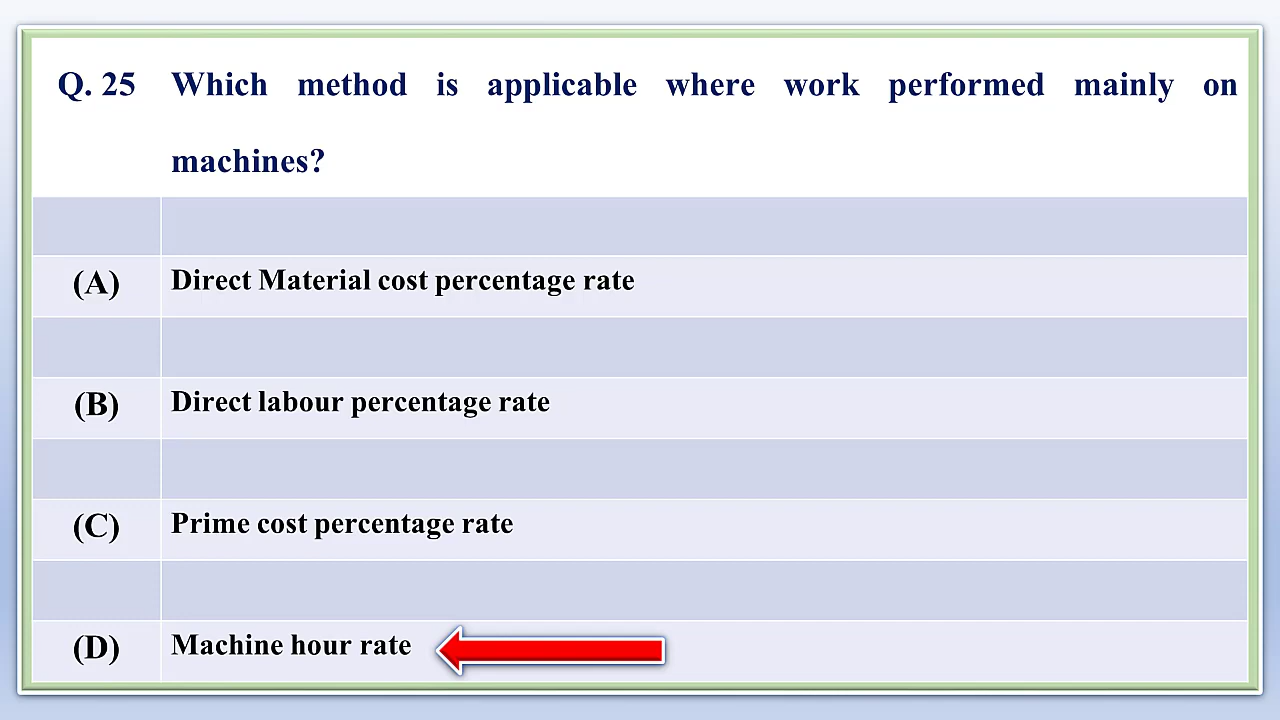 Q. 25 Which method is applicable where work performed mainly on
machines?
(A) Direct Material cost percentage rate
(B) Direct labour percentage rate
(C) Prime cost percentage rate
(D) Machine hour rate